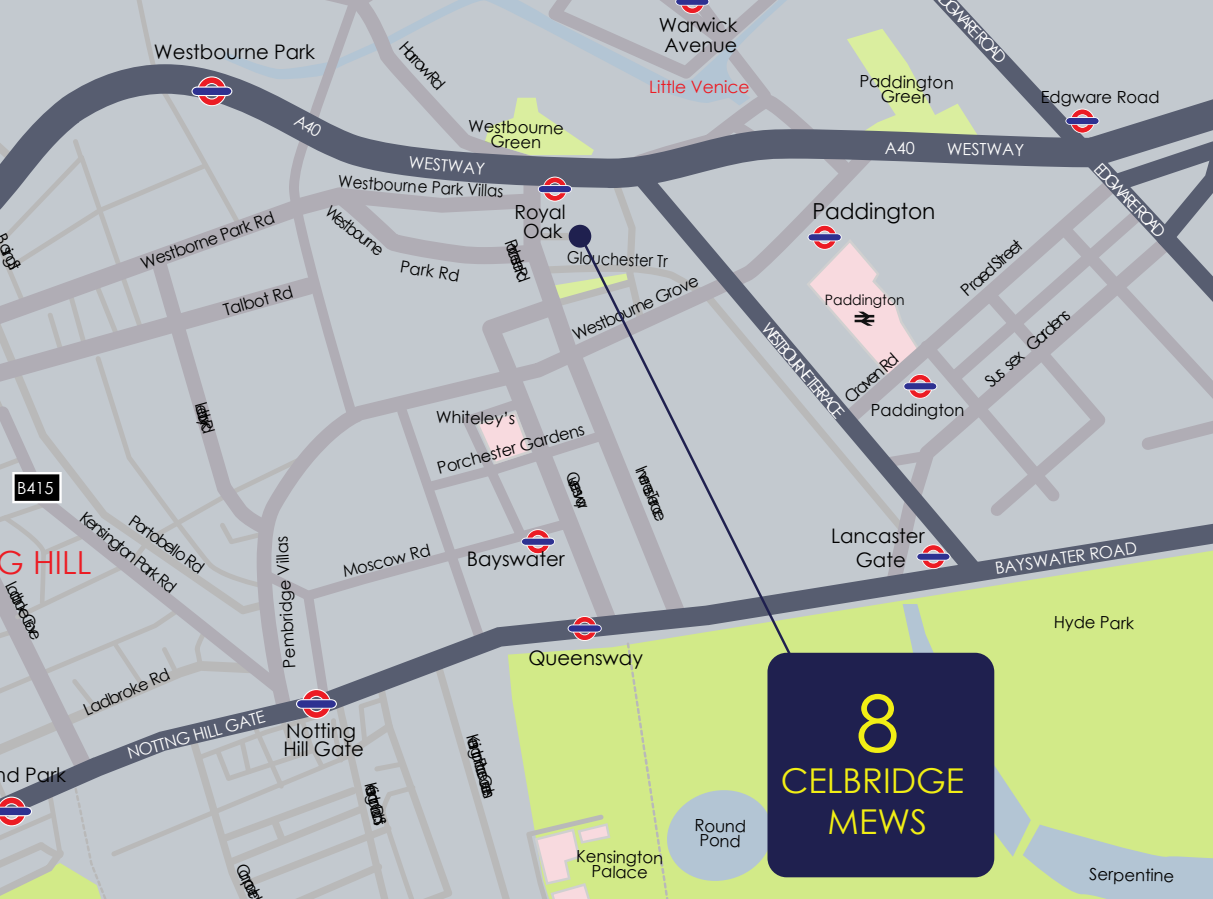 Westbourne Park
Harrow Rd
Warwick
Avenue
EDGWARE ROAD
Little Venice
Paddington
Green
Edgware Road
A40
Westbourne
Green
WESTWAY
A40
WESTWAY
Westbourne Park Villas
EDGWARE ROAD
Royal
Oak
Paddington
Westborne Park Rd
Westbourne
Park Rd
Glouchester Tr
Praed Street
Talbot Rd
Westbourne Grove
Paddington
WESTBOURNE TERRACE
Sussex Gardens
Craven Rd
Paddington
Whiteley's
Porchester Gardens
B415
Portobello Rd
Kensington Park Rd
Moscow Rd
Bayswater
Lancaster
Gate
BAYSWATER ROAD
G HILL
Pembridge Villas
Hyde Park
Queensway
Ladbroke Rd
NOTTNG HILL GATE
Notting
Hill Gate
nd Park
8
CELBRIDGE
MEWS
Round
Pond
Kensington
Palace
Serpentine